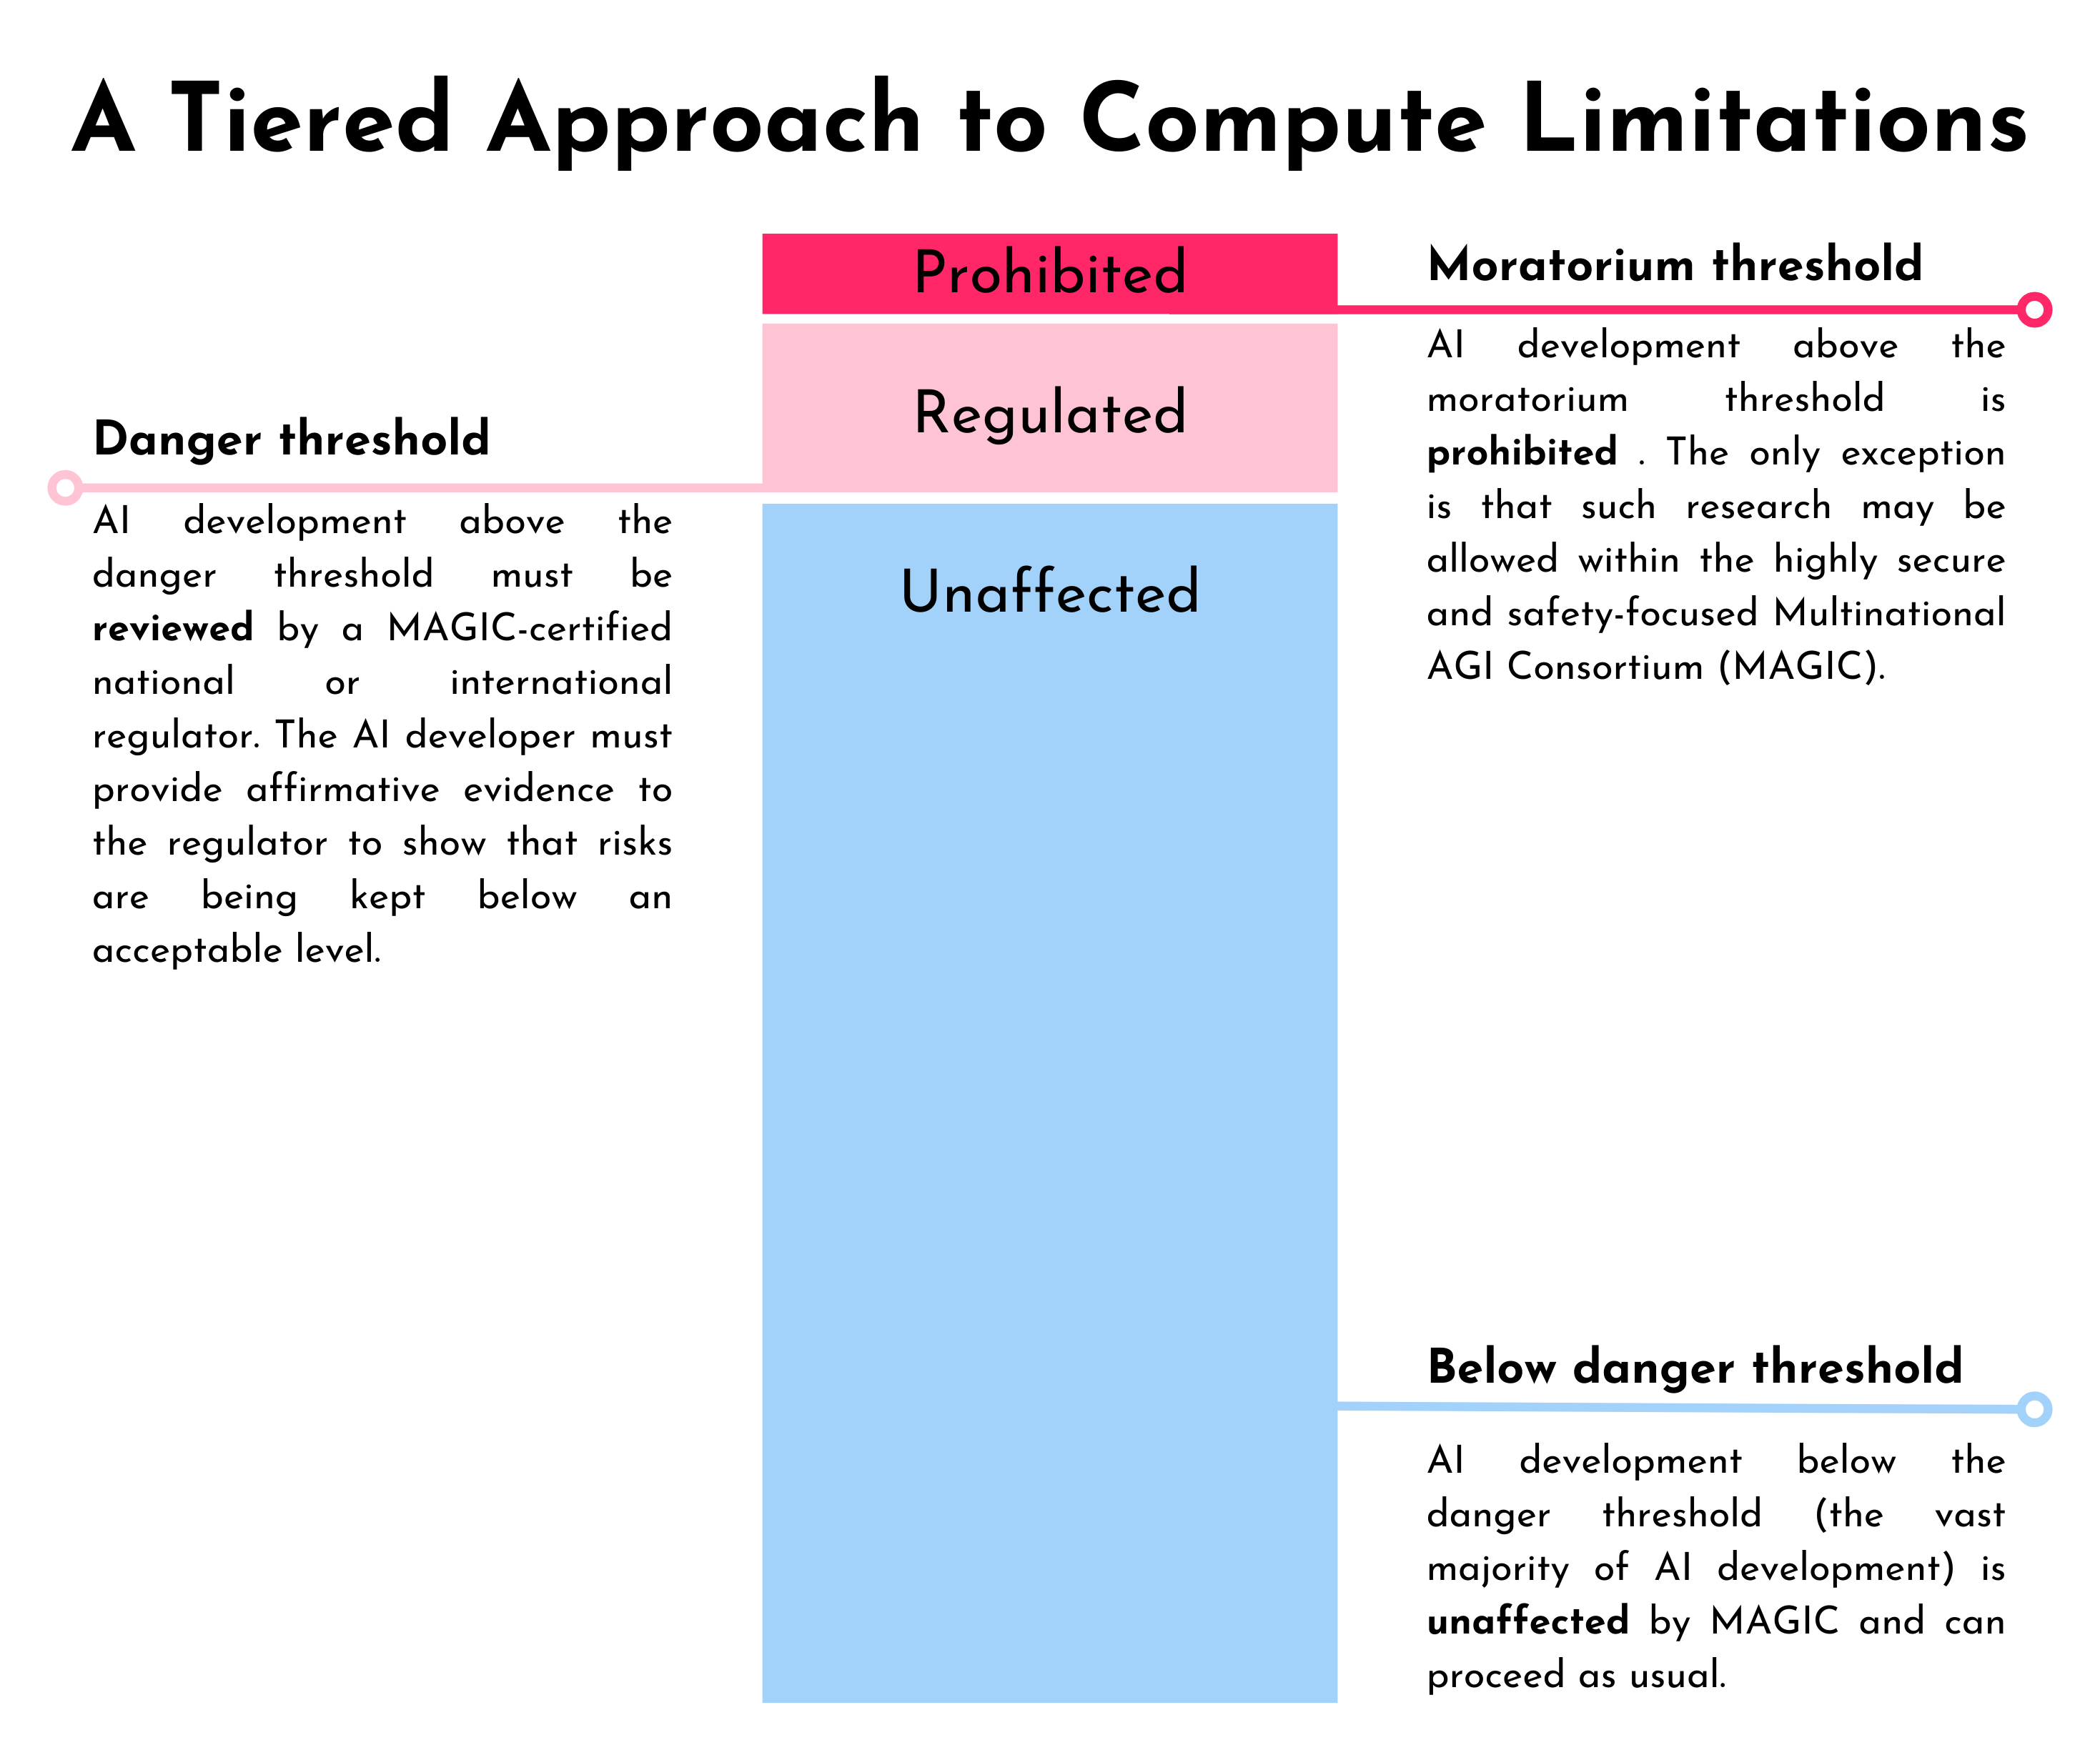 A Tiered Approach to Compute Limitations
Prohibited
Regulated
Unaffected
Danger threshold
AI development above the
danger threshold must be
reviewed by a MAGIC-certified
national or international
regulator. The AI developer must
provide affirmative evidence to
the regulator to show that risks
are being kept below an
acceptable level.
Moratorium threshold
AI development above the
moratorium threshold is
prohibited . The only exception
is that such research may be
allowed within the highly secure
and safety-focused Multinational
AGI Consortium (MAGIC).
Below danger threshold
AI development below the
danger threshold (the vast
majority of AI development) is
unaffected by MAGIC and can
proceed as usual.